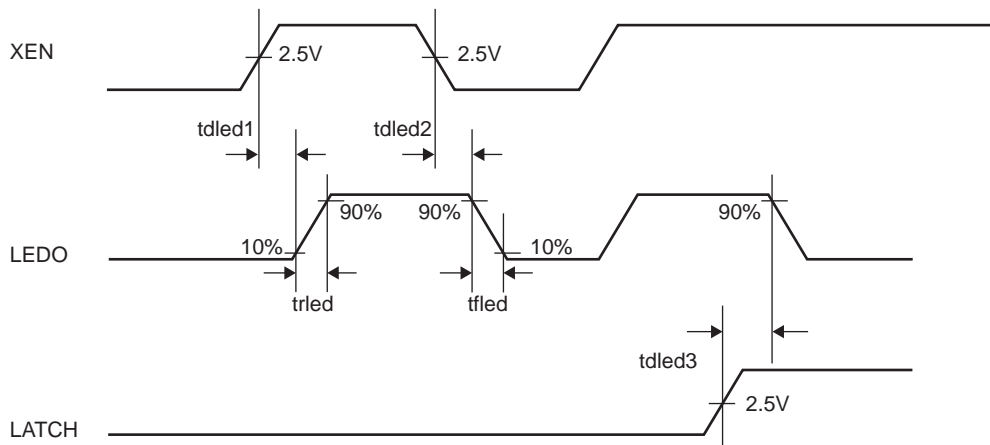 XEN
2.5V
2.5V
tdled1
tdled2
90%
90%
90%
10%
10%
LEDO
trled
tfled
tdled3
2.5V
LATCH